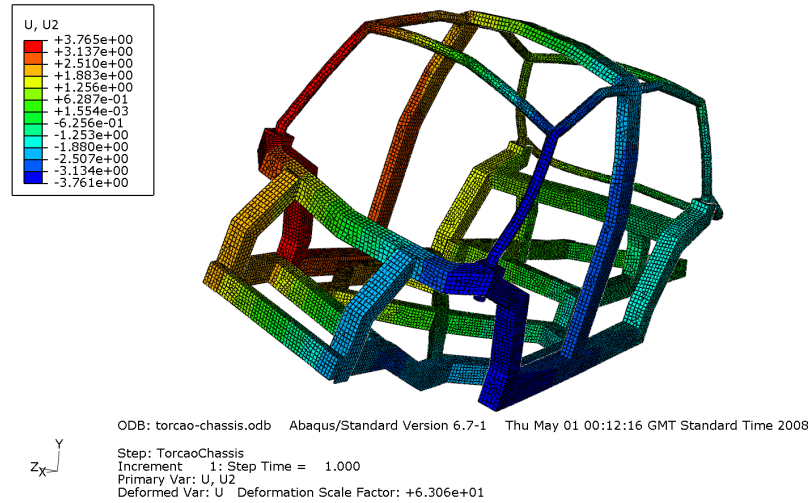 U, U2
+3.765e+00
+3.137e+00
+2.510e+00
+1.883e+00
+1.256e+00
+6.287e-01
+1.554e-03
-6.256e-01
-1.253e+00
-1.880e+00
-2.507e+00
-3.134e+00
-3.761e+00
ODB: torcao-chassis.odb Abaqus/Standard Version 6.7-1 Thu May 01 00:12:16 GMT Standard Time 2008
Y
Z X
Step: TorcaoChassis
Increment 1: Step Time = 1.000
Primary Var: U, U2
Deformed Var: U Deformation Scale Factor: +6.306e+01